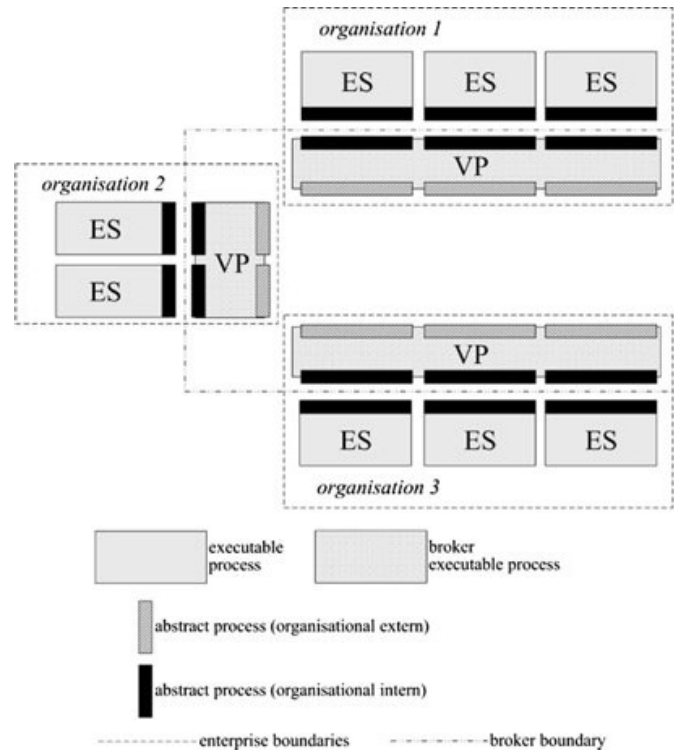 organisation 1
ES ES ES
VP
organisation 2
ES
VP
ES
VP
ES ES ES
organisation 3
executable
process
broker
executable process
abstract process (organisational extern)
abstract process (organisational intern)
enterprise boundaries
broker boundary